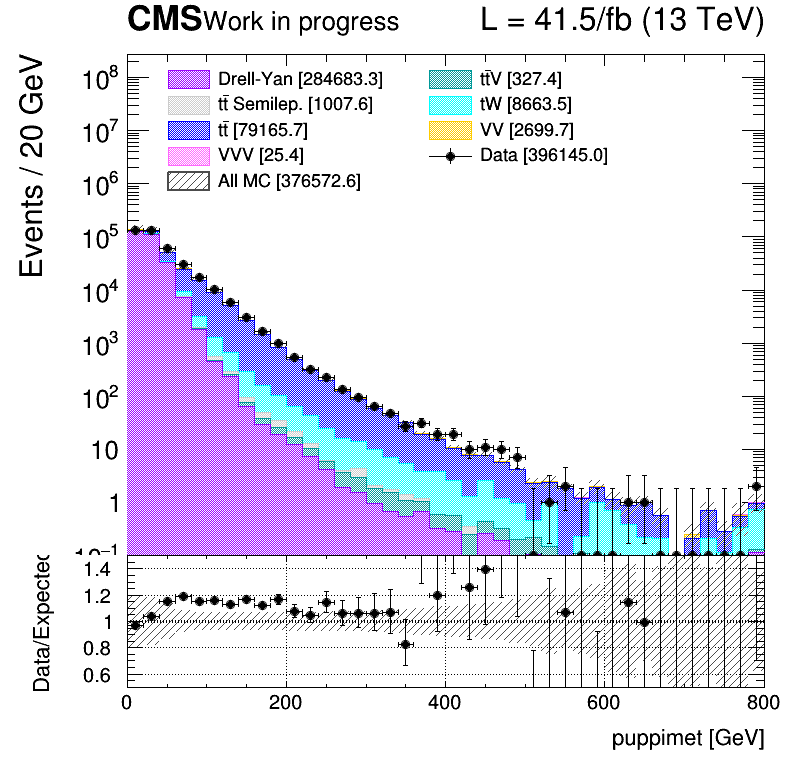 CMS Work in progress L = 41.5/fb (13 TeV)
Events / 20 GeV
10⁸
10⁷
10⁶
10⁵
10⁴
10³
10²
10
1
10⁻¹
Drell-Yan [284683.3]
tt̄ Semilep. [1007.6]
tt̄ [79165.7]
VVV [25.4]
All MC [376572.6]
tt̄V [327.4]
tW [8663.5]
VV [2699.7]
Data [396145.0]
Data/Expected
1.4
1.2
1
0.8
0.6
0 200 400 600 800
puppimet [GeV]